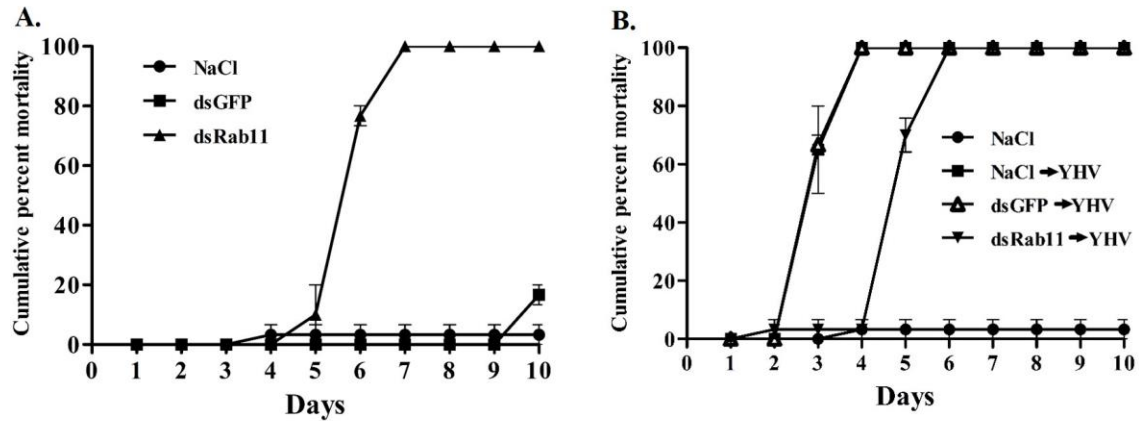 A.
Cumulative percent mortality
100
80
60
40
20
0
NaCl
dsGFP
dsRab11
0 1 2 3 4 5 6 7 8 9 10
Days
B.
Cumulative percent mortality
100
80
60
40
20
0
NaCl
NaCl➔YHV
dsGFP➔YHV
dsRab11➔YHV
0 1 2 3 4 5 6 7 8 9 10
Days